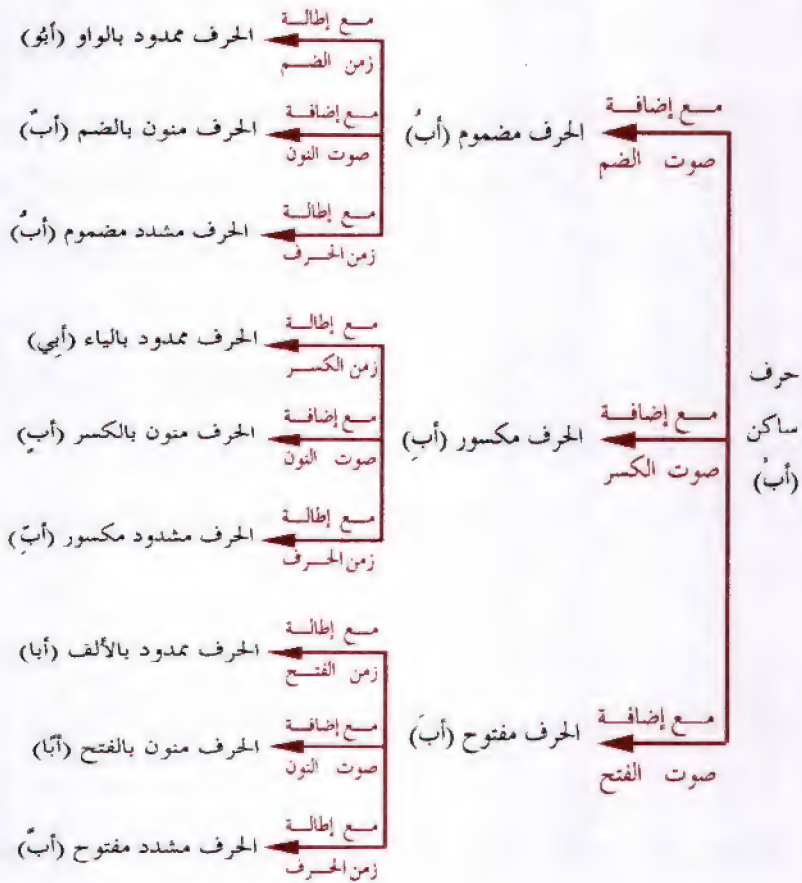 حرف
ساكن
(أبْ)
مع إضافة
صوت الضم
الحرف مضموم (أبُ)
مع إطالة
زمن الضم
الحرف ممدود بالواو (أبُو)
مع إضافة
صوت النون
الحرف منون بالضم (أبٌ)
مع إطالة
زمن الحرف
الحرف مشدد مضموم (أبُّ)
مع إضافة
صوت الكسر
الحرف مكسور (أبِ)
مع إطالة
زمن الكسر
الحرف ممدود بالياء (أبِي)
مع إضافة
صوت النون
الحرف منون بالكسر (أبٍ)
مع إطالة
زمن الحرف
الحرف مشدود مكسور (أبِّ)
مع إضافة
صوت الفتح
الحرف مفتوح (أبَ)
مع إطالة
زمن الفتح
الحرف ممدود بالألف (أبا)
مع إضافة
صوت النون
الحرف منون بالفتح (أبًا)
مع إطالة
زمن الحرف
الحرف مشدد مفتوح (أبَّ)